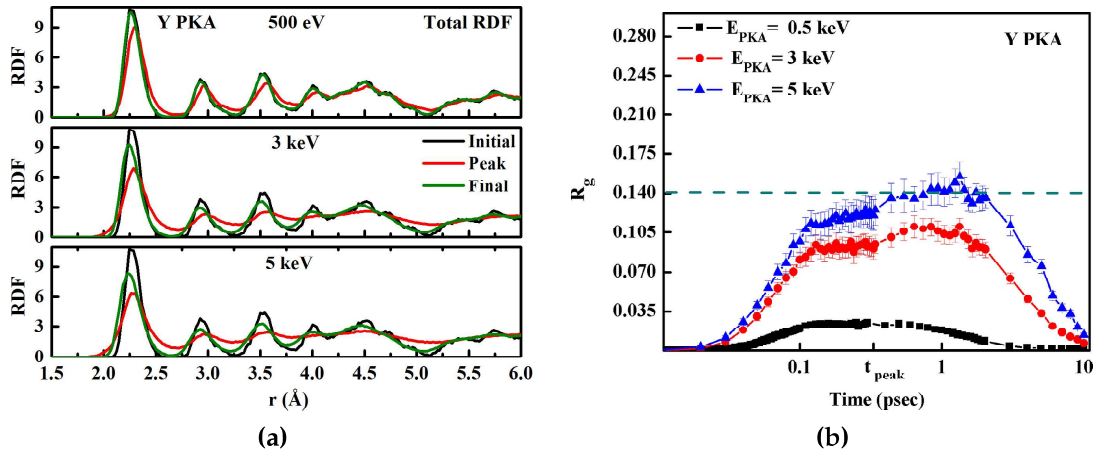 (a)
Y PKA 500 eV Total RDF
RDF
0
3
6
9
3 keV
RDF
0
3
6
9
Initial
Peak
Final
5 keV
RDF
0
3
6
9
1.5 2.0 2.5 3.0 3.5 4.0 4.5 5.0 5.5 6.0
r (Å)
(a)
(b)
Y PKA
E_PKA= 0.5 keV
E_PKA= 3 keV
E_PKA= 5 keV
R_g
0.280
0.245
0.210
0.175
0.140
0.105
0.070
0.035
0.1 t_peak 1 10
Time (psec)
(b)